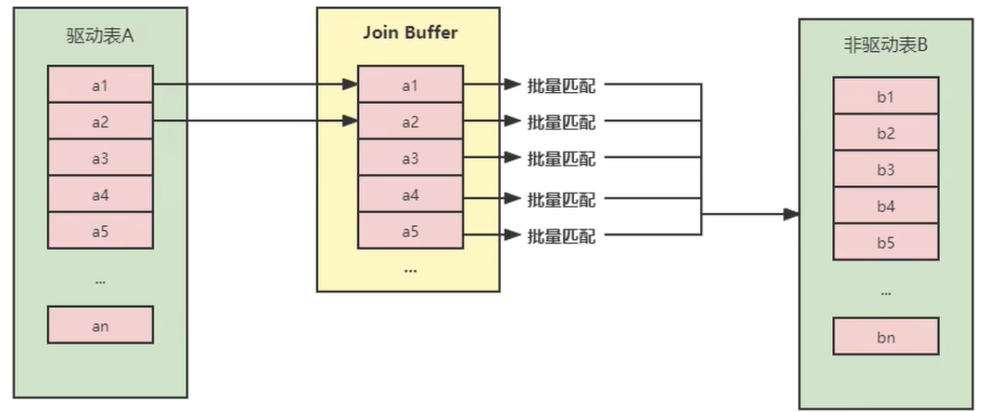 驱动表A
a1
a2
a3
a4
a5
...
an
Join Buffer
a1
a2
a3
a4
a5
...
批量匹配
批量匹配
批量匹配
批量匹配
批量匹配
非驱动表B
b1
b2
b3
b4
b5
...
bn